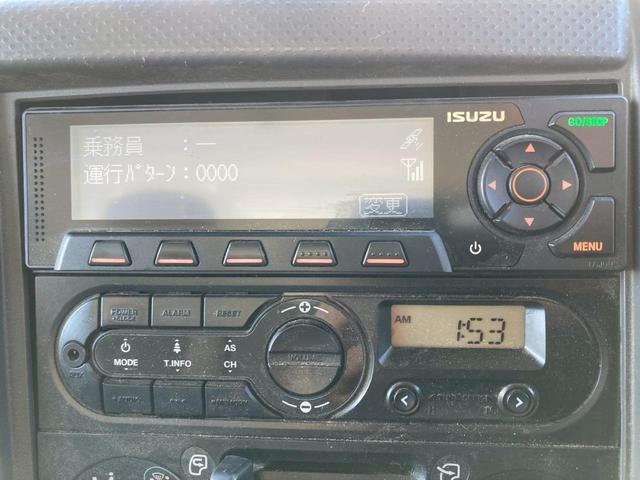 ISUZU
GO/STOP
乗務員 :一
運行ﾊﾟﾀｰﾝ:0000
変更
MENU
POWER
ALARM
RESET
AM 1:53
MODE
T.INFO
AS
CH
VOLUME